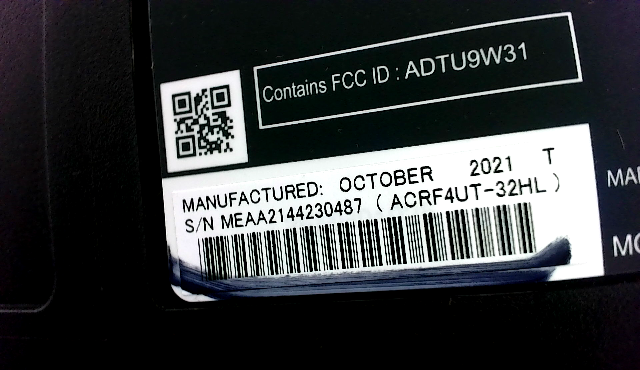 Contains FCC ID : ADTU9W31
MANUFACTURED: OCTOBER 2021 T
S/N MEAA2144230487 ( ACRF4UT-32HL )